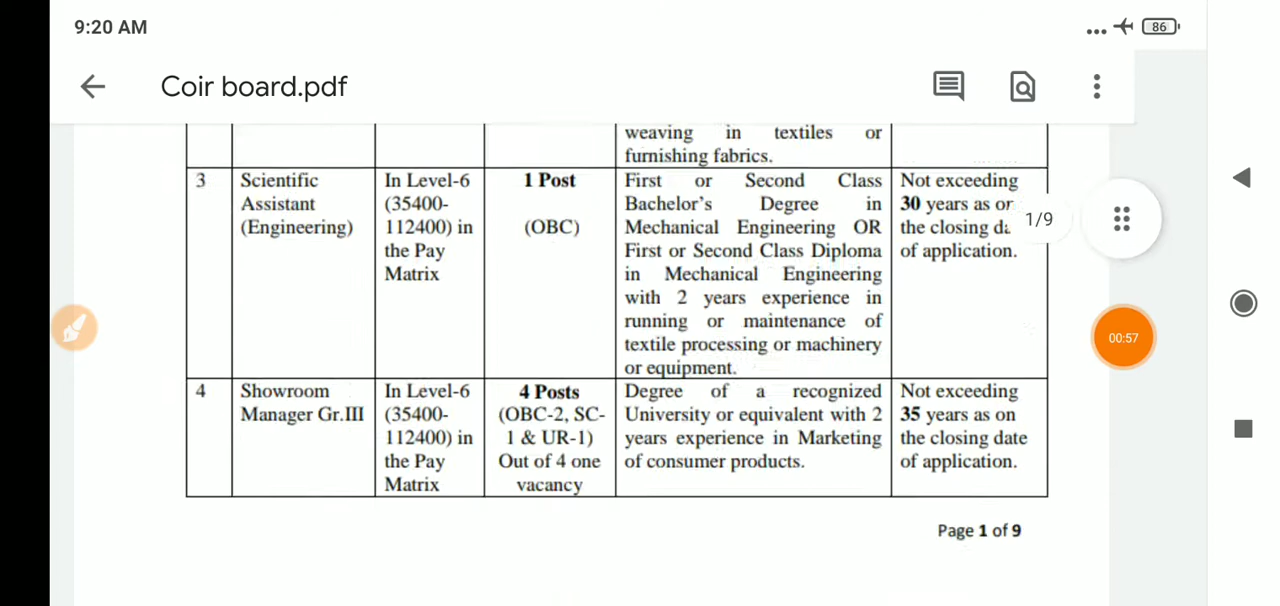 9:20 AM
86
Coir board.pdf
weaving in textiles or
furnishing fabrics.
3
Scientific
Assistant
(Engineering)
In Level-6
(35400-
112400) in
the Pay
Matrix
1 Post
(OBC)
First or Second Class
Bachelor's Degree in
Mechanical Engineering OR
First or Second Class Diploma
in Mechanical Engineering
with 2 years experience in
running or maintenance of
textile processing or machinery
or equipment.
Not exceeding
30 years as on
the closing da
of application.
1/9
00:57
4
Showroom
Manager Gr.III
In Level-6
(35400-
112400) in
the Pay
Matrix
4 Posts
(OBC-2, SC-
1 & UR-1)
Out of 4 one
vacancy
Degree of a recognized
University or equivalent with 2
years experience in Marketing
of consumer products.
Not exceeding
35 years as on
the closing date
of application.
Page 1 of 9